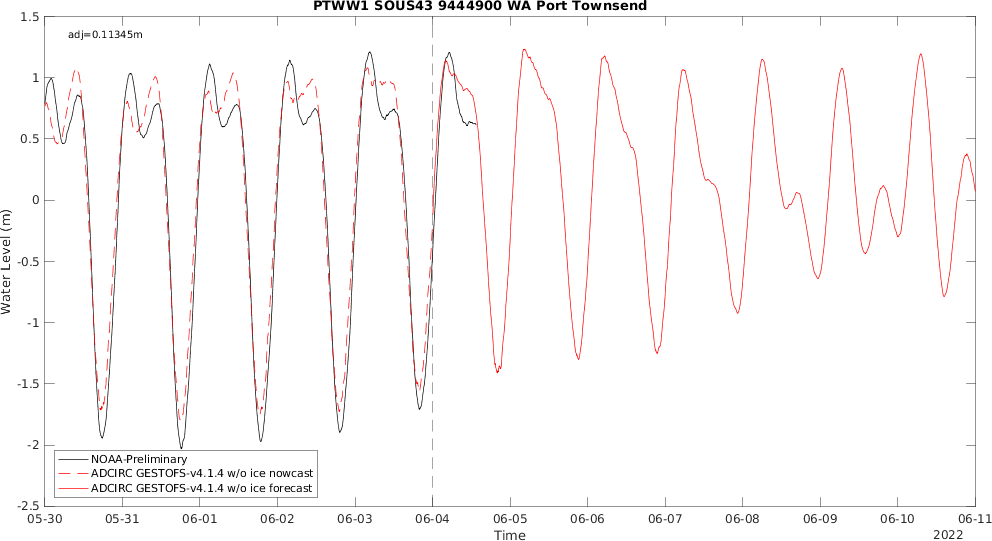 PTWW1 SOUS43 9444900 WA Port Townsend
adj=0.11345m
1.5
1
0.5
0
-0.5
-1
-1.5
-2
-2.5
Water Level (m)
NOAA-Preliminary
ADCIRC GESTOFS-v4.1.4 w/o ice nowcast
ADCIRC GESTOFS-v4.1.4 w/o ice forecast
05-30 05-31 06-01 06-02 06-03 06-04 06-05 06-06 06-07 06-08 06-09 06-10 06-11
Time
2022